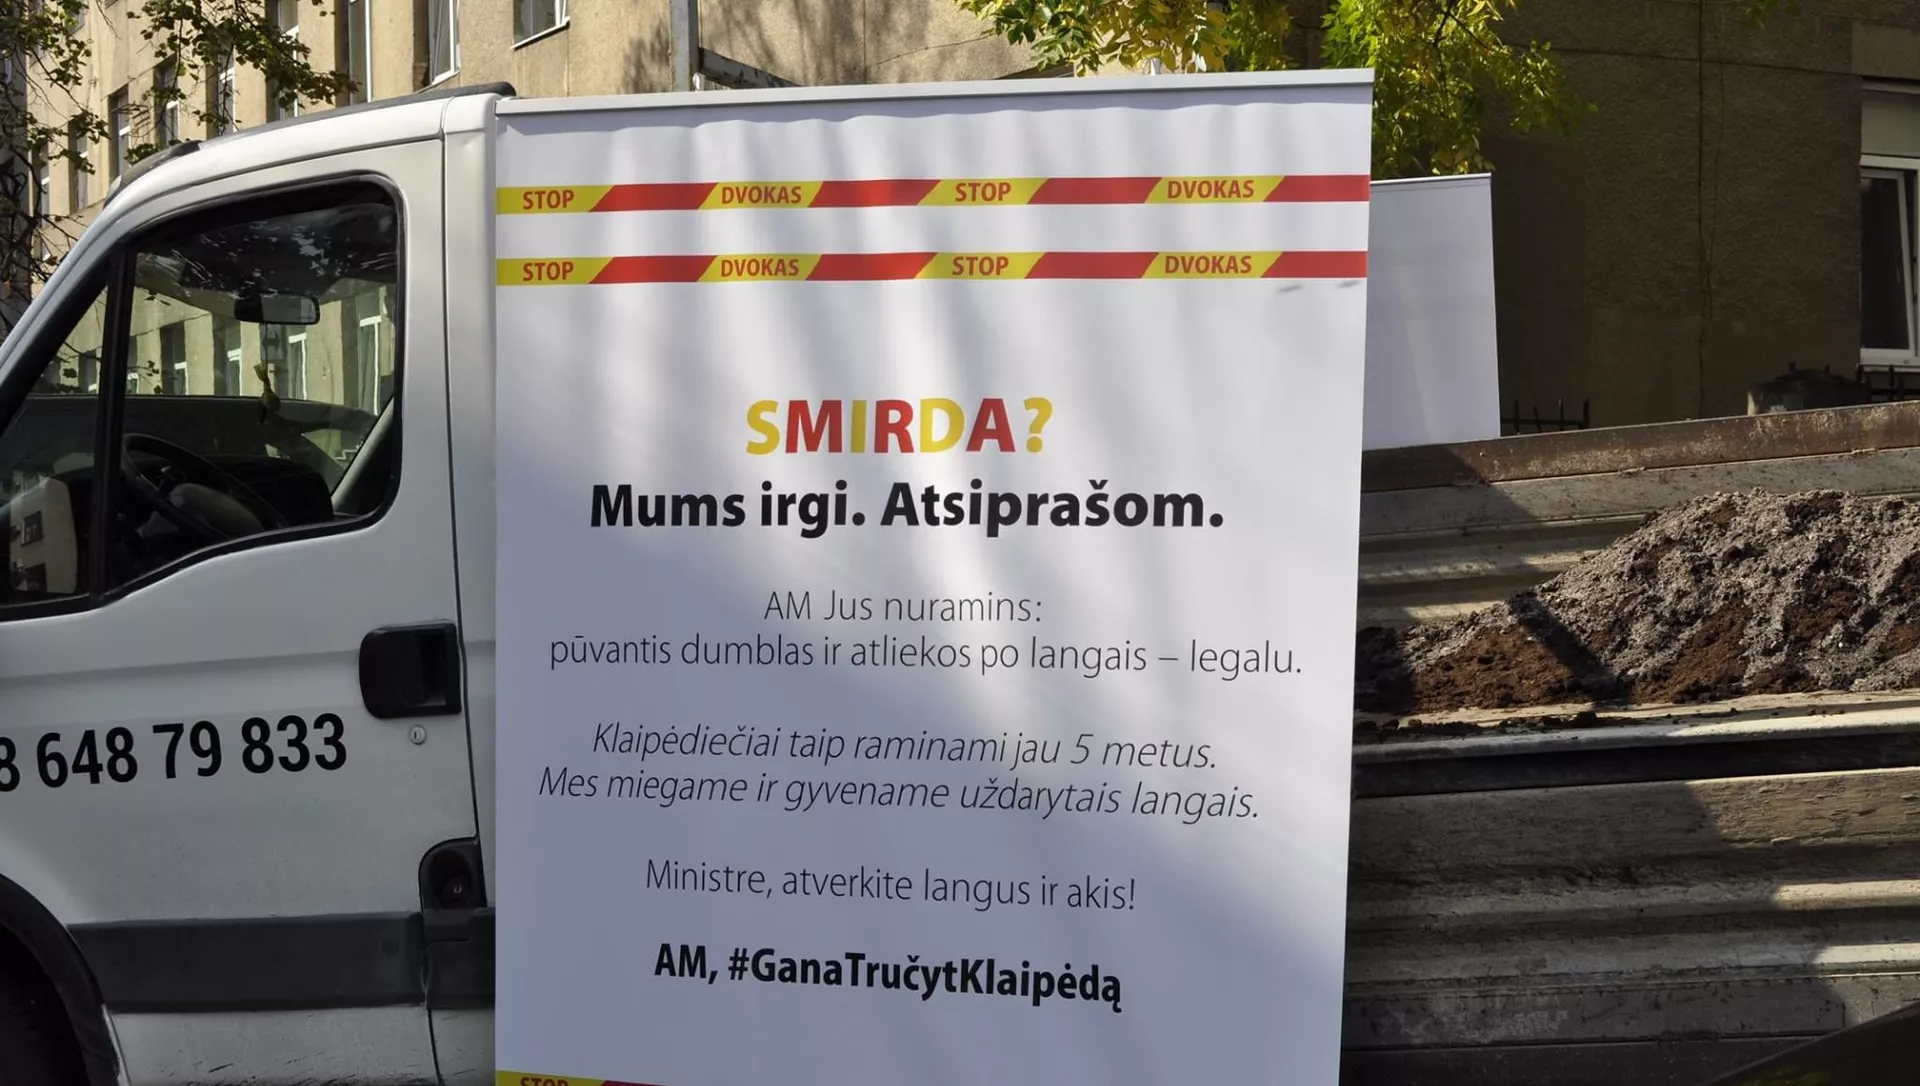 STOP DVOKAS STOP DVOKAS
STOP DVOKAS STOP DVOKAS
SMIRDA?
Mums irgi. Atsiprašom.
AM Jus nuramins:
pūvantis dumblas ir atliekos po langais – legalu.
Klaipėdiečiai taip raminami jau 5 metus.
Mes miegame ir gyvename uždarytais langais.
Ministre, atverkite langus ir akis!
AM, #GanaTručytKlaipėdą
STOP
8 648 79 833